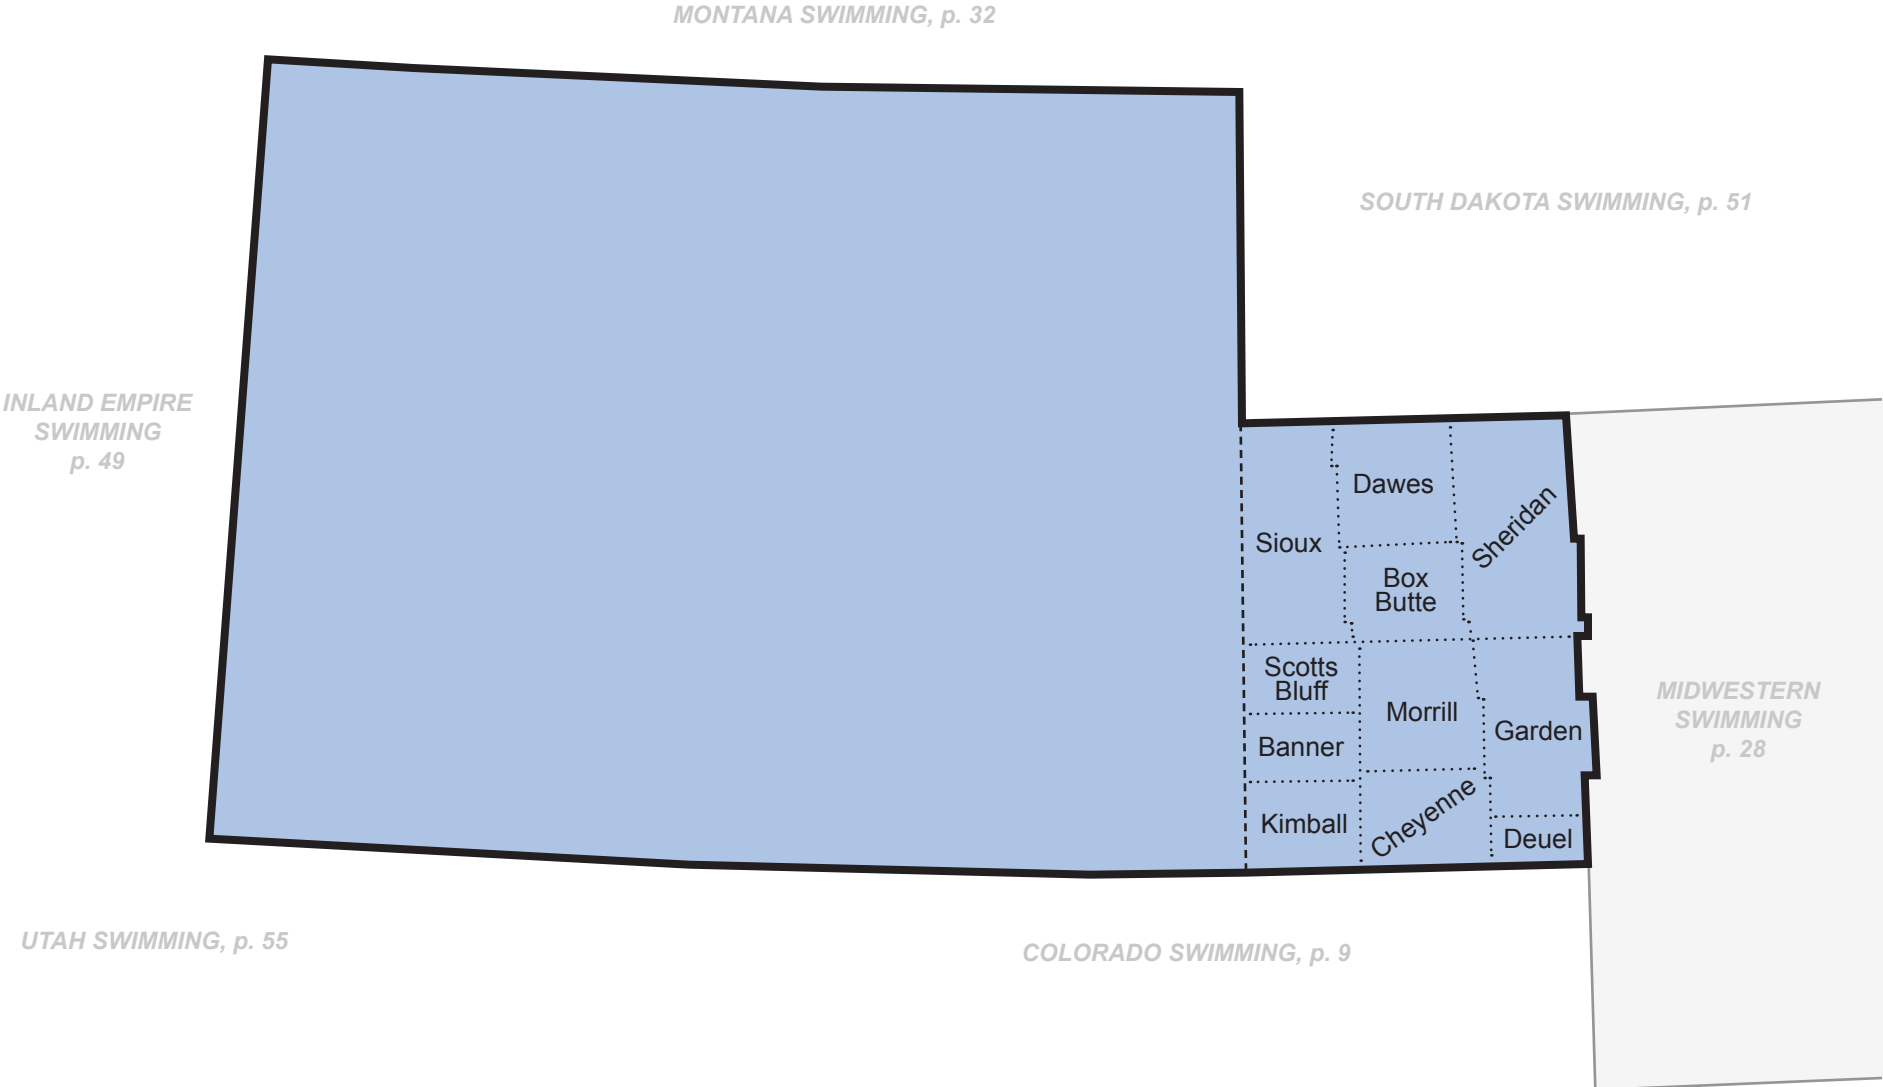 MONTANA SWIMMING, p. 32
SOUTH DAKOTA SWIMMING, p. 51
INLAND EMPIRE
SWIMMING
p. 49
Dawes
Sheridan
Sioux
Box
Butte
Scotts
Bluff
Morrill
Garden
Banner
Kimball
Cheyenne
Deuel
MIDWESTERN
SWIMMING
p. 28
UTAH SWIMMING, p. 55
COLORADO SWIMMING, p. 9